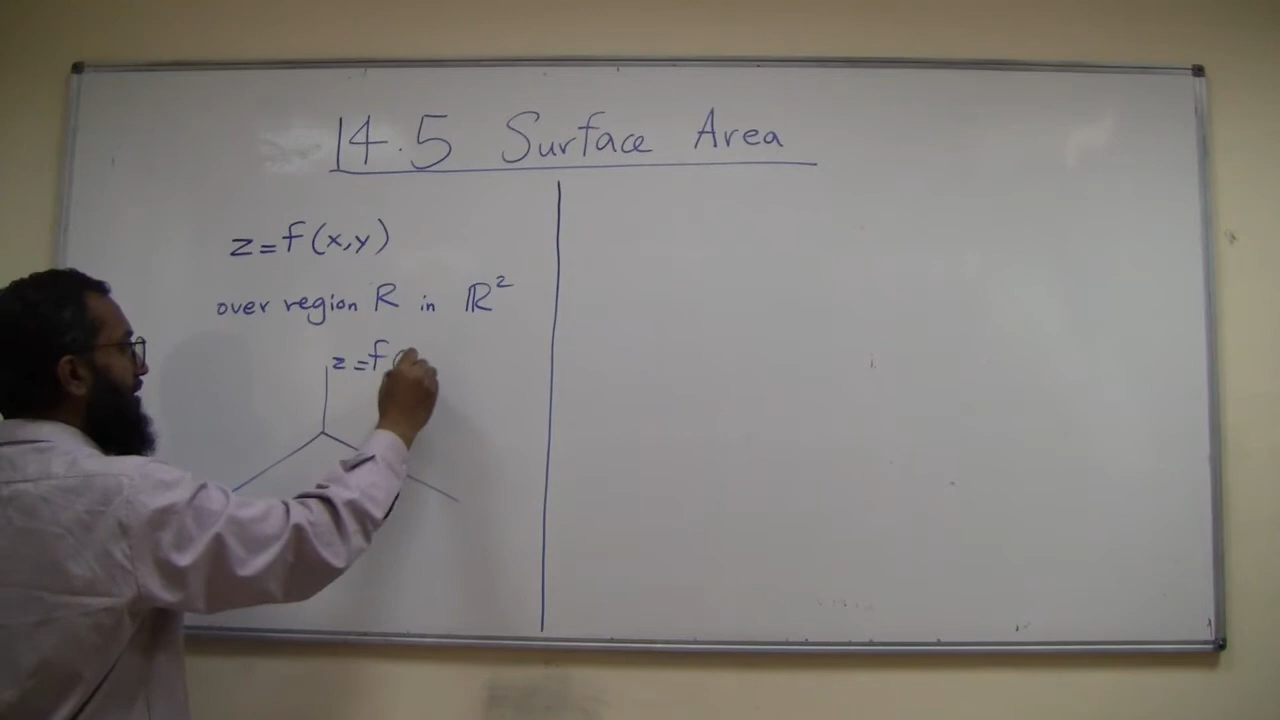 14.5 Surface Area
z=f(x,y)
over region R in ℝ²
z=f(